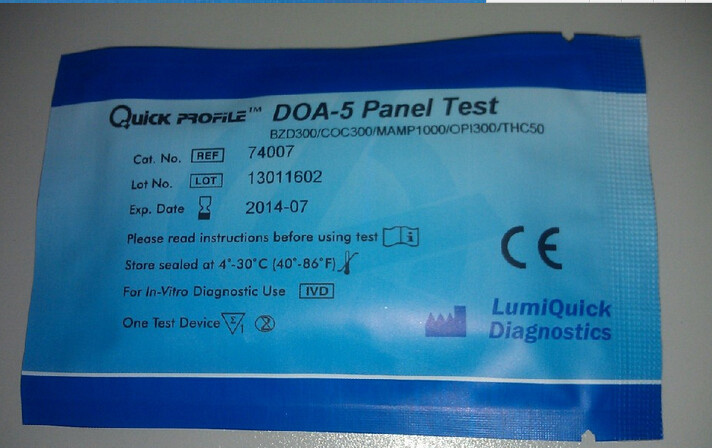 Quick Profile™ DOA-5 Panel Test
BZD300/COC300/MAMP1000/OPI300/THC50
Cat. No. REF 74007
Lot No. LOT 13011602
Exp. Date 2014-07
Please read instructions before using test i
Store sealed at 4°-30°C (40°-86°F)
For In-Vitro Diagnostic Use IVD
One Test Device Σ 1 2
CE
LumiQuick
Diagnostics